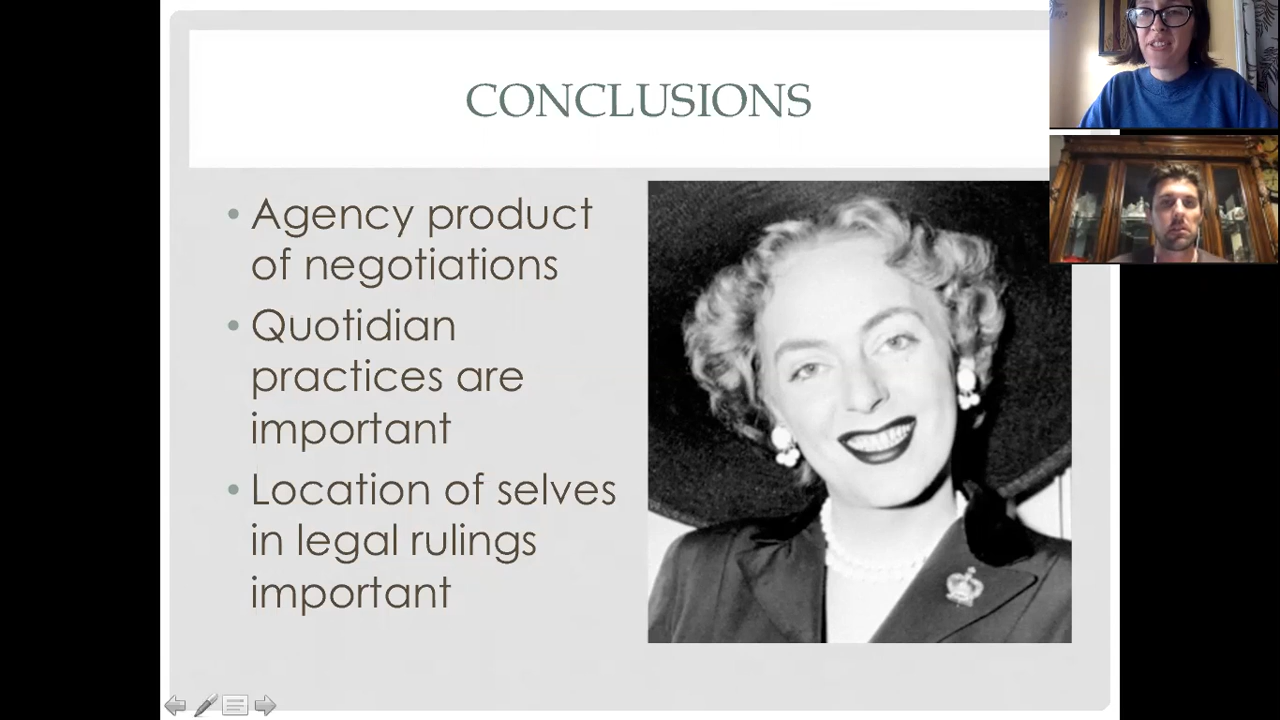 CONCLUSIONS
• Agency product
of negotiations
• Quotidian
practices are
important
• Location of selves
in legal rulings
important